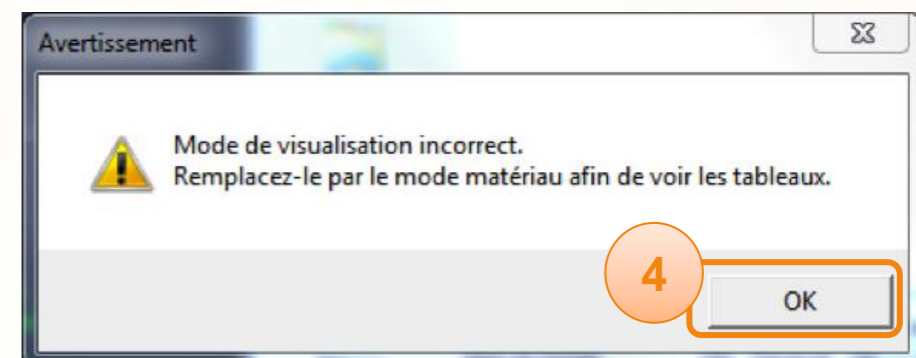 Avertissement
Mode de visualisation incorrect.
Remplacez-le par le mode matériau afin de voir les tableaux.
4
OK